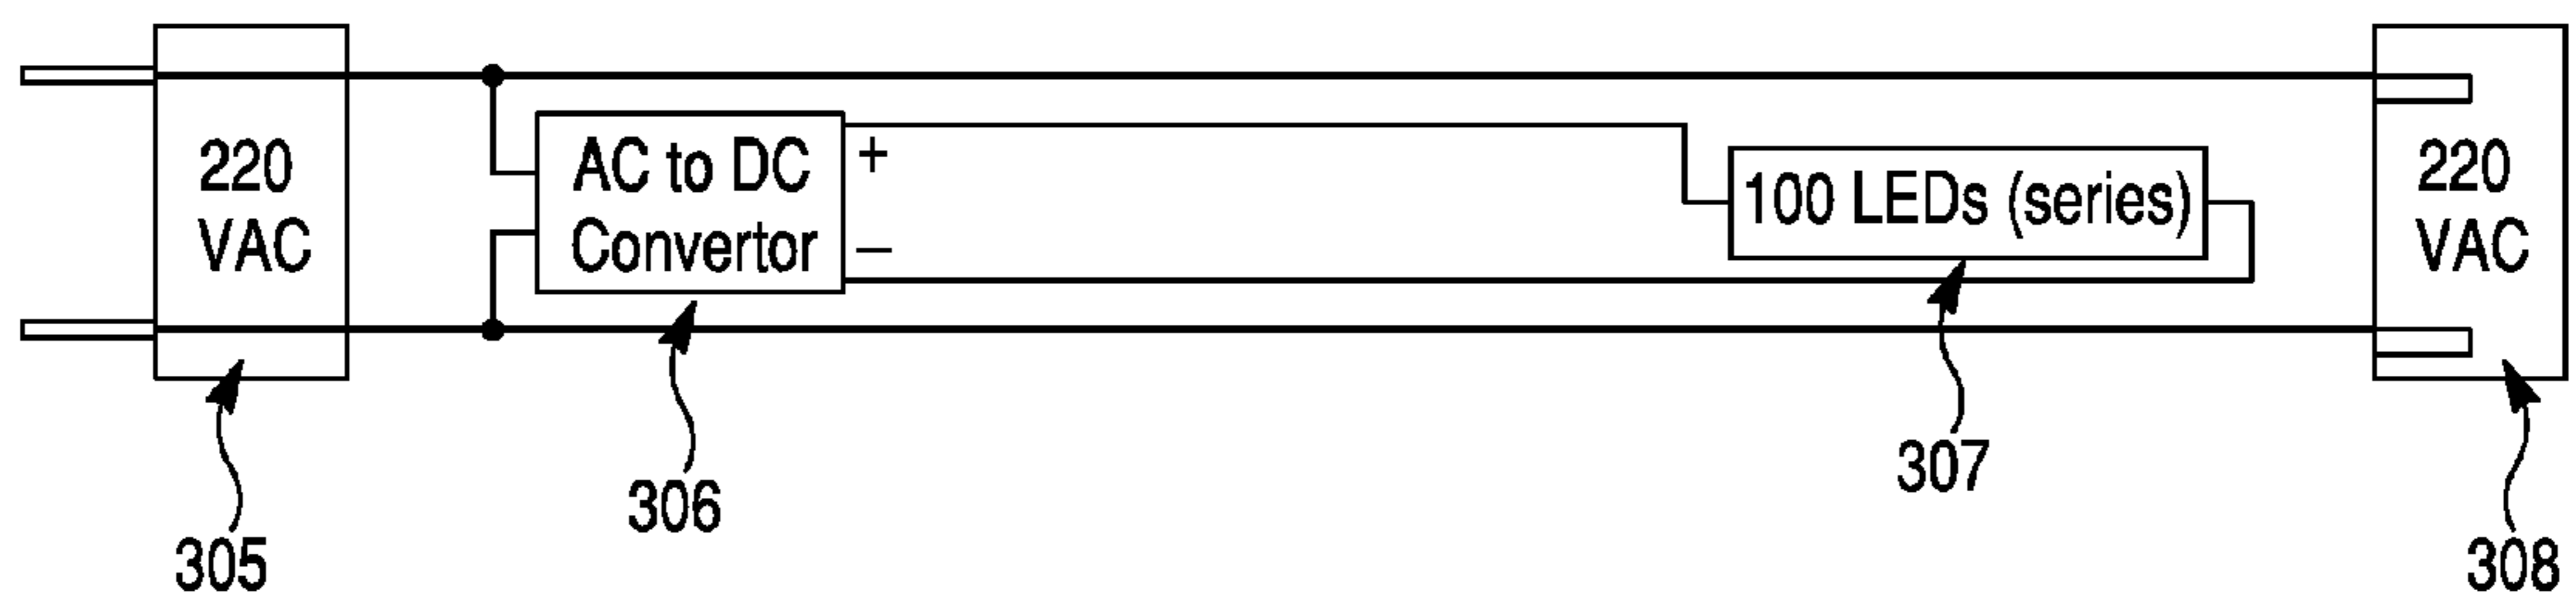 220
VAC
AC to DC
Convertor
+
–
100 LEDs (series)
220
VAC
305
306
307
308